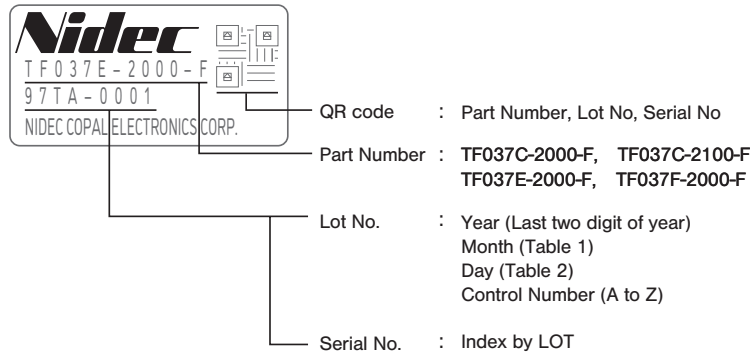 Nidec
TF037E-2000-F
97TA-0001
NIDEC COPAL ELECTRONICS CORP.
QR code : Part Number, Lot No, Serial No
Part Number : TF037C-2000-F, TF037C-2100-F
TF037E-2000-F, TF037F-2000-F
Lot No. : Year (Last two digit of year)
Month (Table 1)
Day (Table 2)
Control Number (A to Z)
Serial No. : Index by LOT